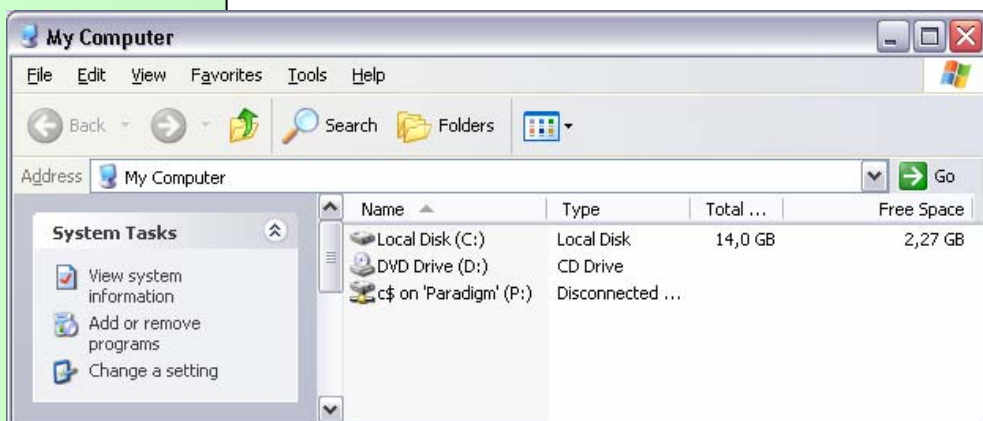 My Computer
File Edit View Favorites Tools Help
Back Search Folders
Address My Computer Go
Name Type Total ... Free Space
System Tasks
Local Disk (C:) Local Disk 14,0 GB 2,27 GB
DVD Drive (D:) CD Drive
c$ on 'Paradigm' (P:) Disconnected ...
View system
information
Add or remove
programs
Change a setting